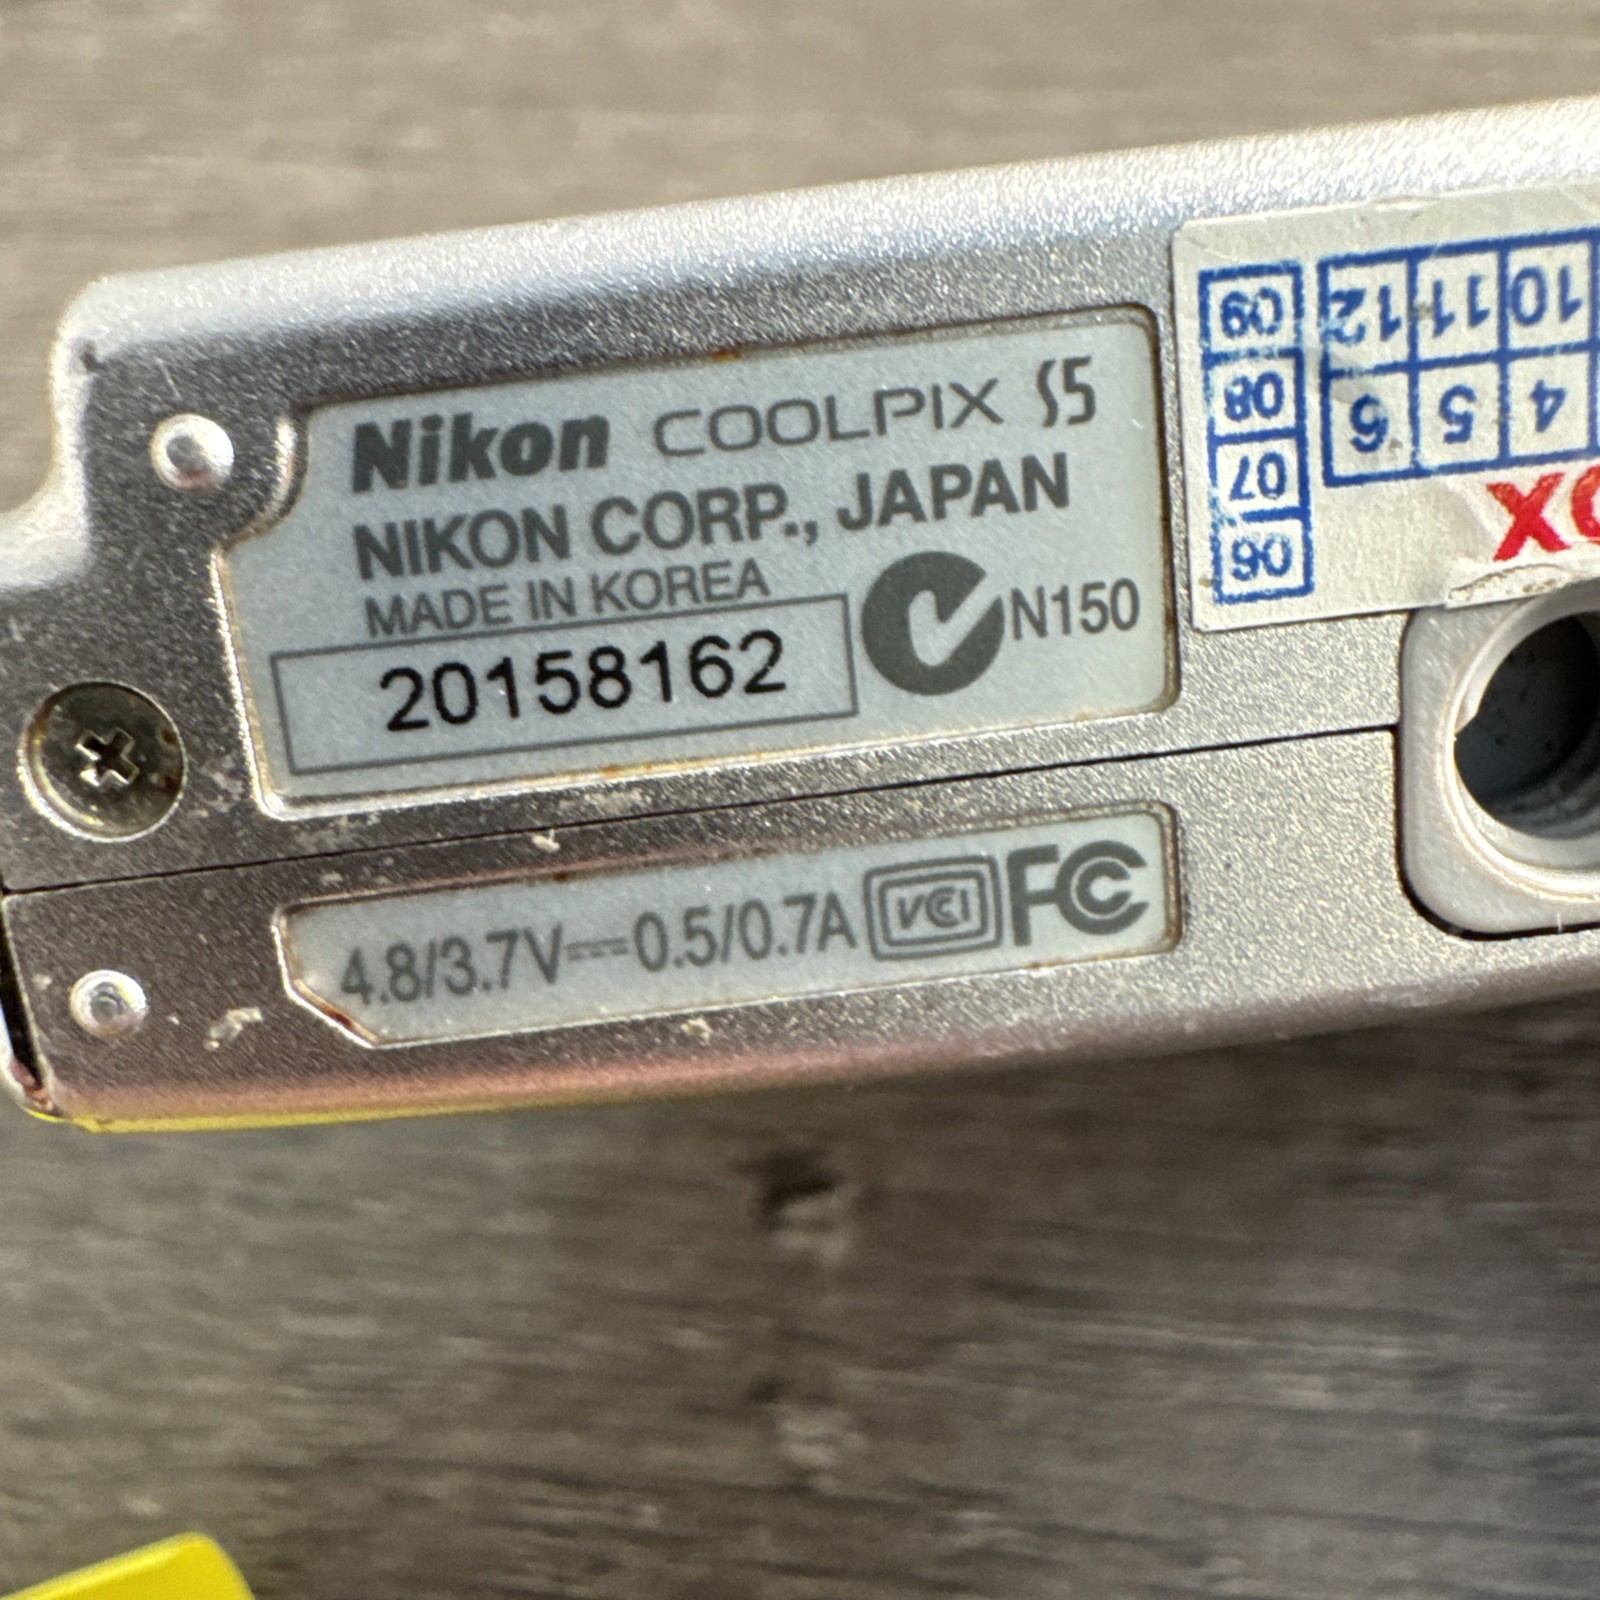 Nikon COOLPIX S5
NIKON CORP., JAPAN
MADE IN KOREA
20158162
N150
4.8/3.7V⎓0.5/0.7A
VCI FC
06 07 08 09
4 5 6
10 11 12
OX